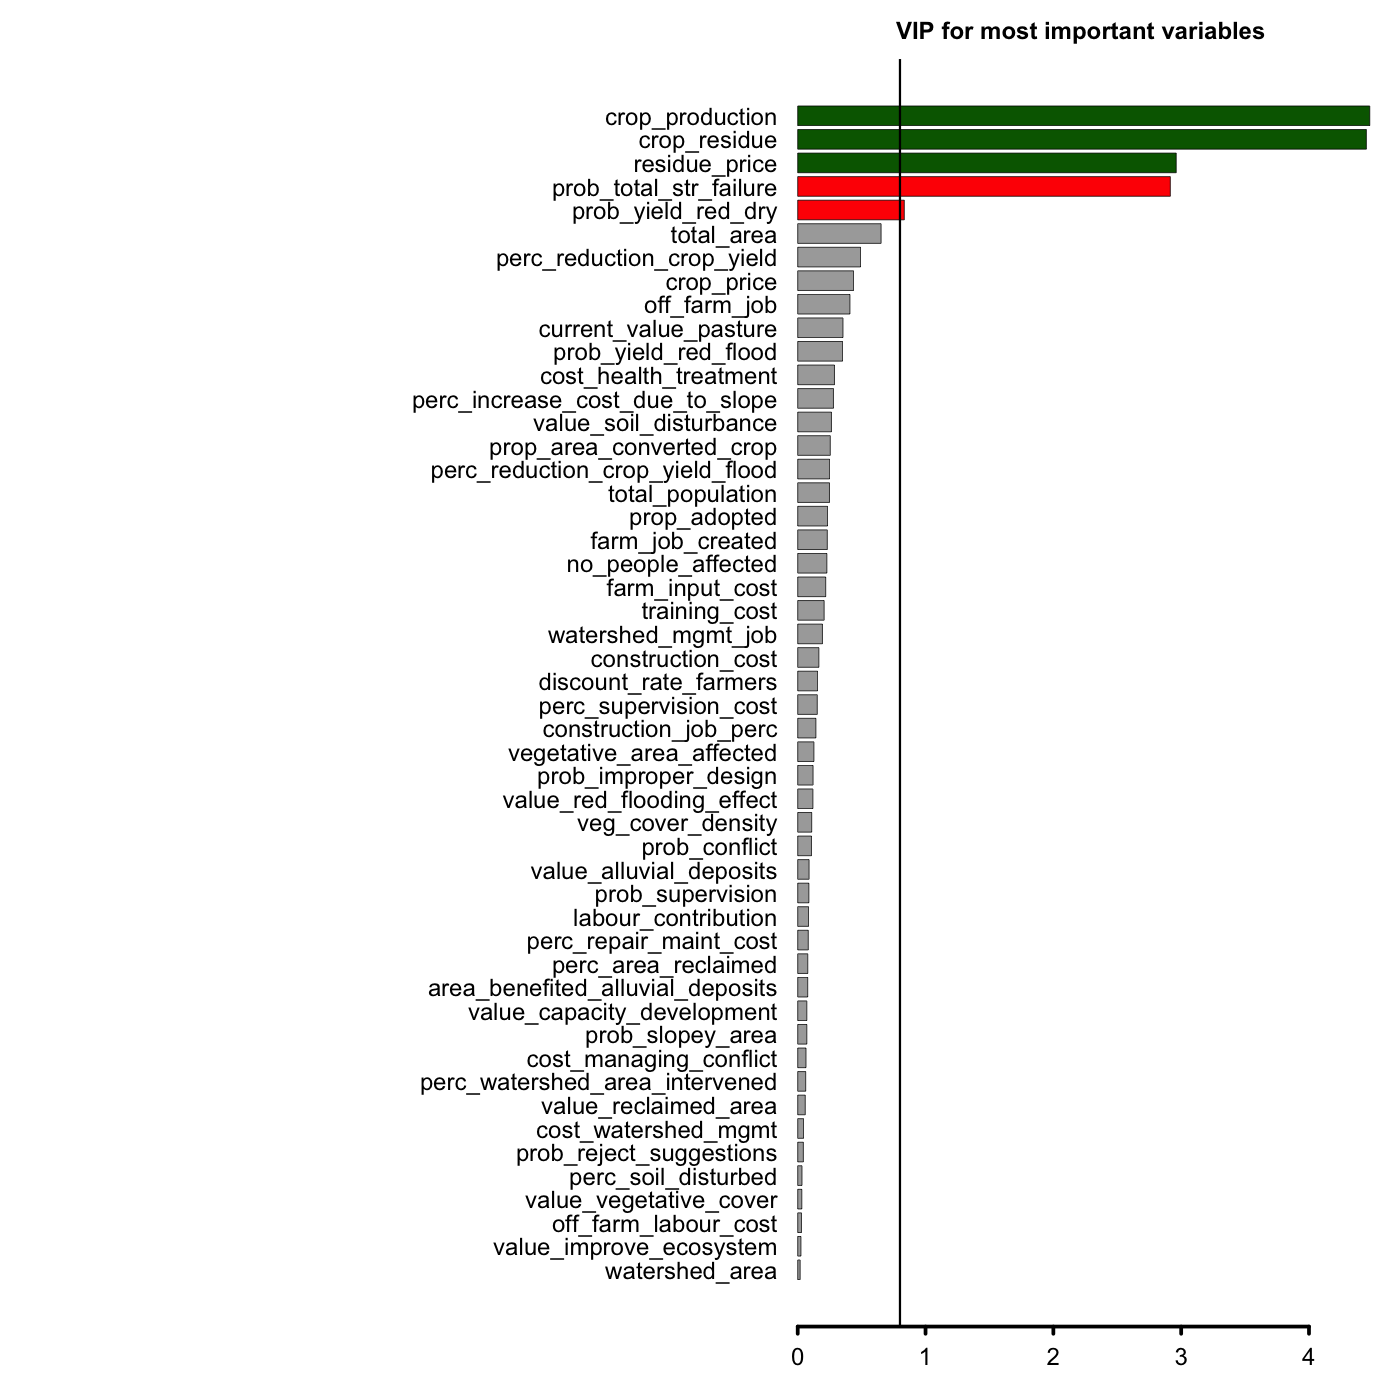 VIP for most important variables
crop_production
crop_residue
residue_price
prob_total_str_failure
prob_yield_red_dry
total_area
perc_reduction_crop_yield
crop_price
off_farm_job
current_value_pasture
prob_yield_red_flood
cost_health_treatment
perc_increase_cost_due_to_slope
value_soil_disturbance
prop_area_converted_crop
perc_reduction_crop_yield_flood
total_population
prop_adopted
farm_job_created
no_people_affected
farm_input_cost
training_cost
watershed_mgmt_job
construction_cost
discount_rate_farmers
perc_supervision_cost
construction_job_perc
vegetative_area_affected
prob_improper_design
value_red_flooding_effect
veg_cover_density
prob_conflict
value_alluvial_deposits
prob_supervision
labour_contribution
perc_repair_maint_cost
perc_area_reclaimed
area_benefited_alluvial_deposits
value_capacity_development
prob_slopey_area
cost_managing_conflict
perc_watershed_area_intervened
value_reclaimed_area
cost_watershed_mgmt
prob_reject_suggestions
perc_soil_disturbed
value_vegetative_cover
off_farm_labour_cost
value_improve_ecosystem
watershed_area
0 1 2 3 4